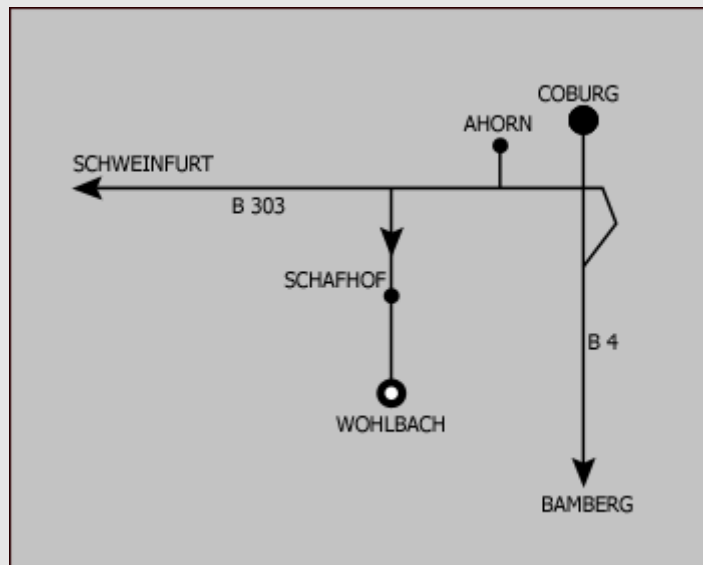 COBURG
AHORN
SCHWEINFURT
B 303
SCHAFHOF
B 4
WOHLBACH
BAMBERG